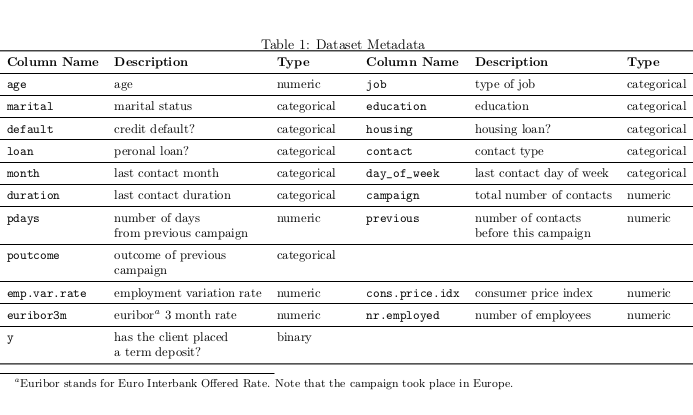 Table 1: Dataset Metadata
Column Name Description Type Column Name Description Type
age age numeric job type of job categorical
marital marital status categorical education education categorical
default credit default? categorical housing housing loan? categorical
loan peronal loan? categorical contact contact type categorical
month last contact month categorical day_of_week last contact day of week categorical
duration last contact duration categorical campaign total number of contacts numeric
pdays number of days numeric previous number of contacts numeric
from previous campaign before this campaign
poutcome outcome of previous categorical
campaign
emp.var.rate employment variation rate numeric cons.price.idx consumer price index numeric
euribor3m euriborᵃ 3 month rate numeric nr.employed number of employees numeric
y has the client placed binary
a term deposit?
ᵃEuribor stands for Euro Interbank Offered Rate. Note that the campaign took place in Europe.